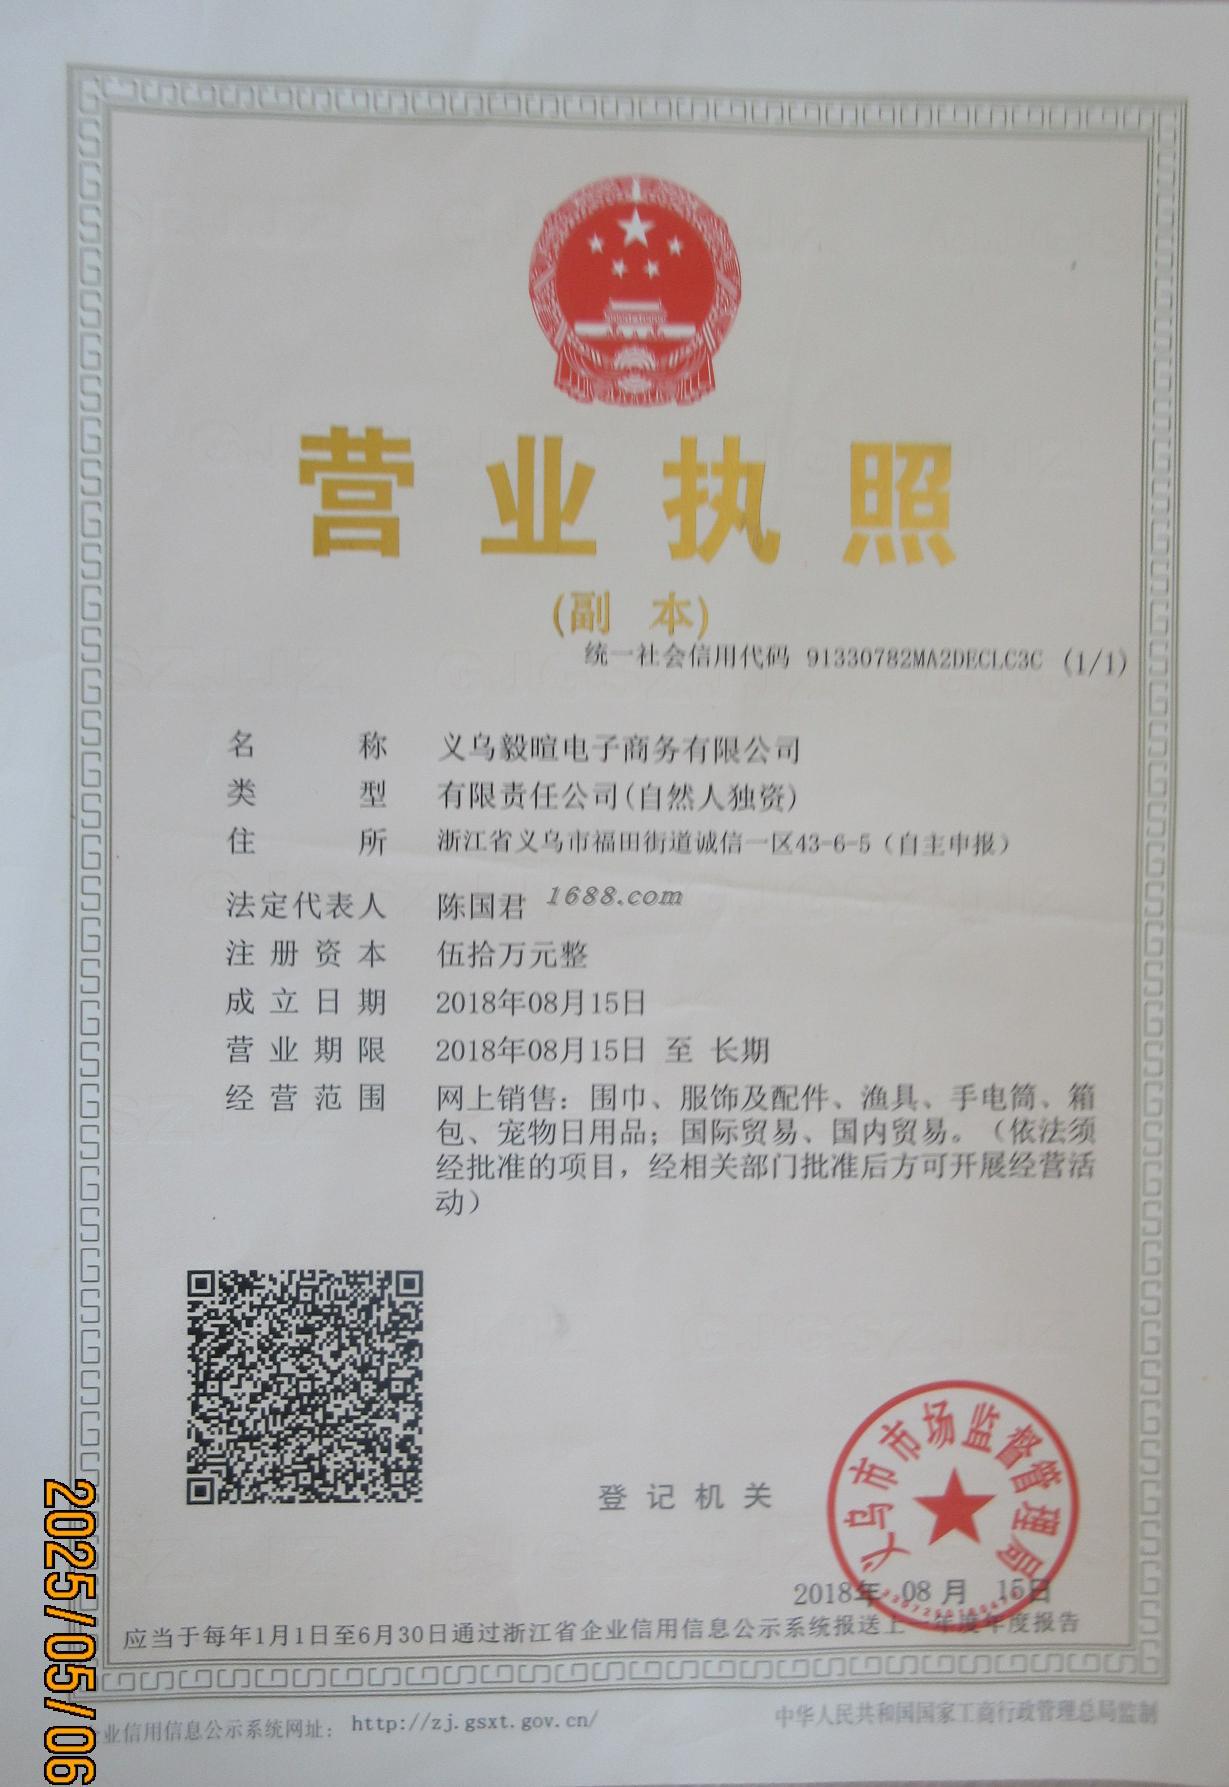 营业执照
(副 本)
统一社会信用代码 91330782MA2DECLC3C (1/1)
名称 义乌毅暄电子商务有限公司
类型 有限责任公司(自然人独资)
住所 浙江省义乌市福田街道诚信一区43-6-5(自主申报)
法定代表人 陈国君
1688.com
注册资本 伍拾万元整
成立日期 2018年08月15日
营业期限 2018年08月15日 至 长期
经营范围 网上销售：围巾、服饰及配件、渔具、手电筒、箱
包、宠物日用品；国际贸易、国内贸易。（依法须
经批准的项目，经相关部门批准后方可开展经营活
动）
登记机关
义乌市市场监督管理局
2018年 08 月 15日
应当于每年1月1日至6月30日通过浙江省企业信用信息公示系统报送上一年度年度报告
业信用信息公示系统网址: http://zj.gsxt.gov.cn/
中华人民共和国国家工商行政管理总局监制
2025/05/06